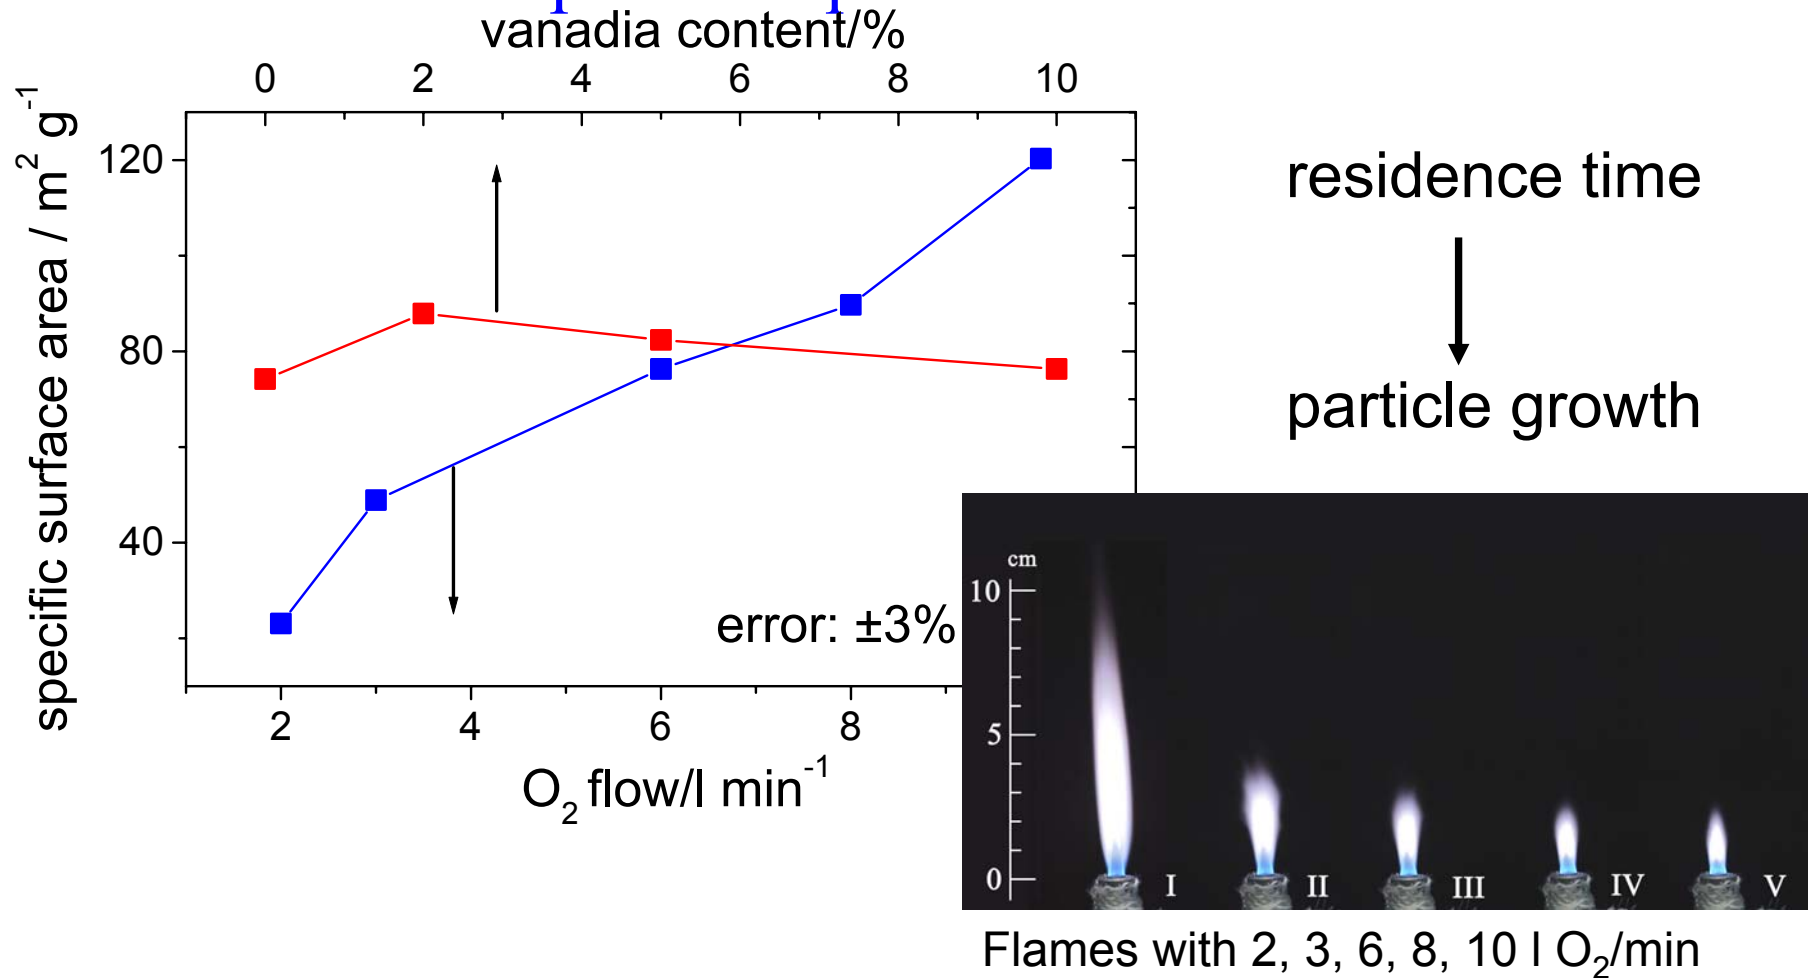 vanadia content/%
0 2 4 6 8 10
specific surface area / m² g⁻¹
120
80
40
error: ±3%
2 4 6 8
O₂ flow/l min⁻¹
residence time
particle growth
cm
10
5
0
I II III IV V
Flames with 2, 3, 6, 8, 10 l O₂/min